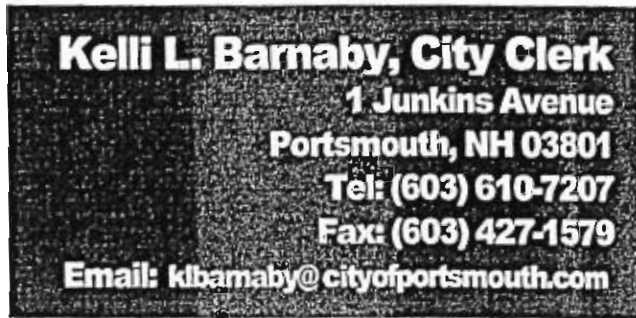 Kelli L. Barnaby, City Clerk
1 Junkins Avenue
Portsmouth, NH 03801
Tel: (603) 610-7207
Fax: (603) 427-1579
Email: klbarnaby@cityofportsmouth.com